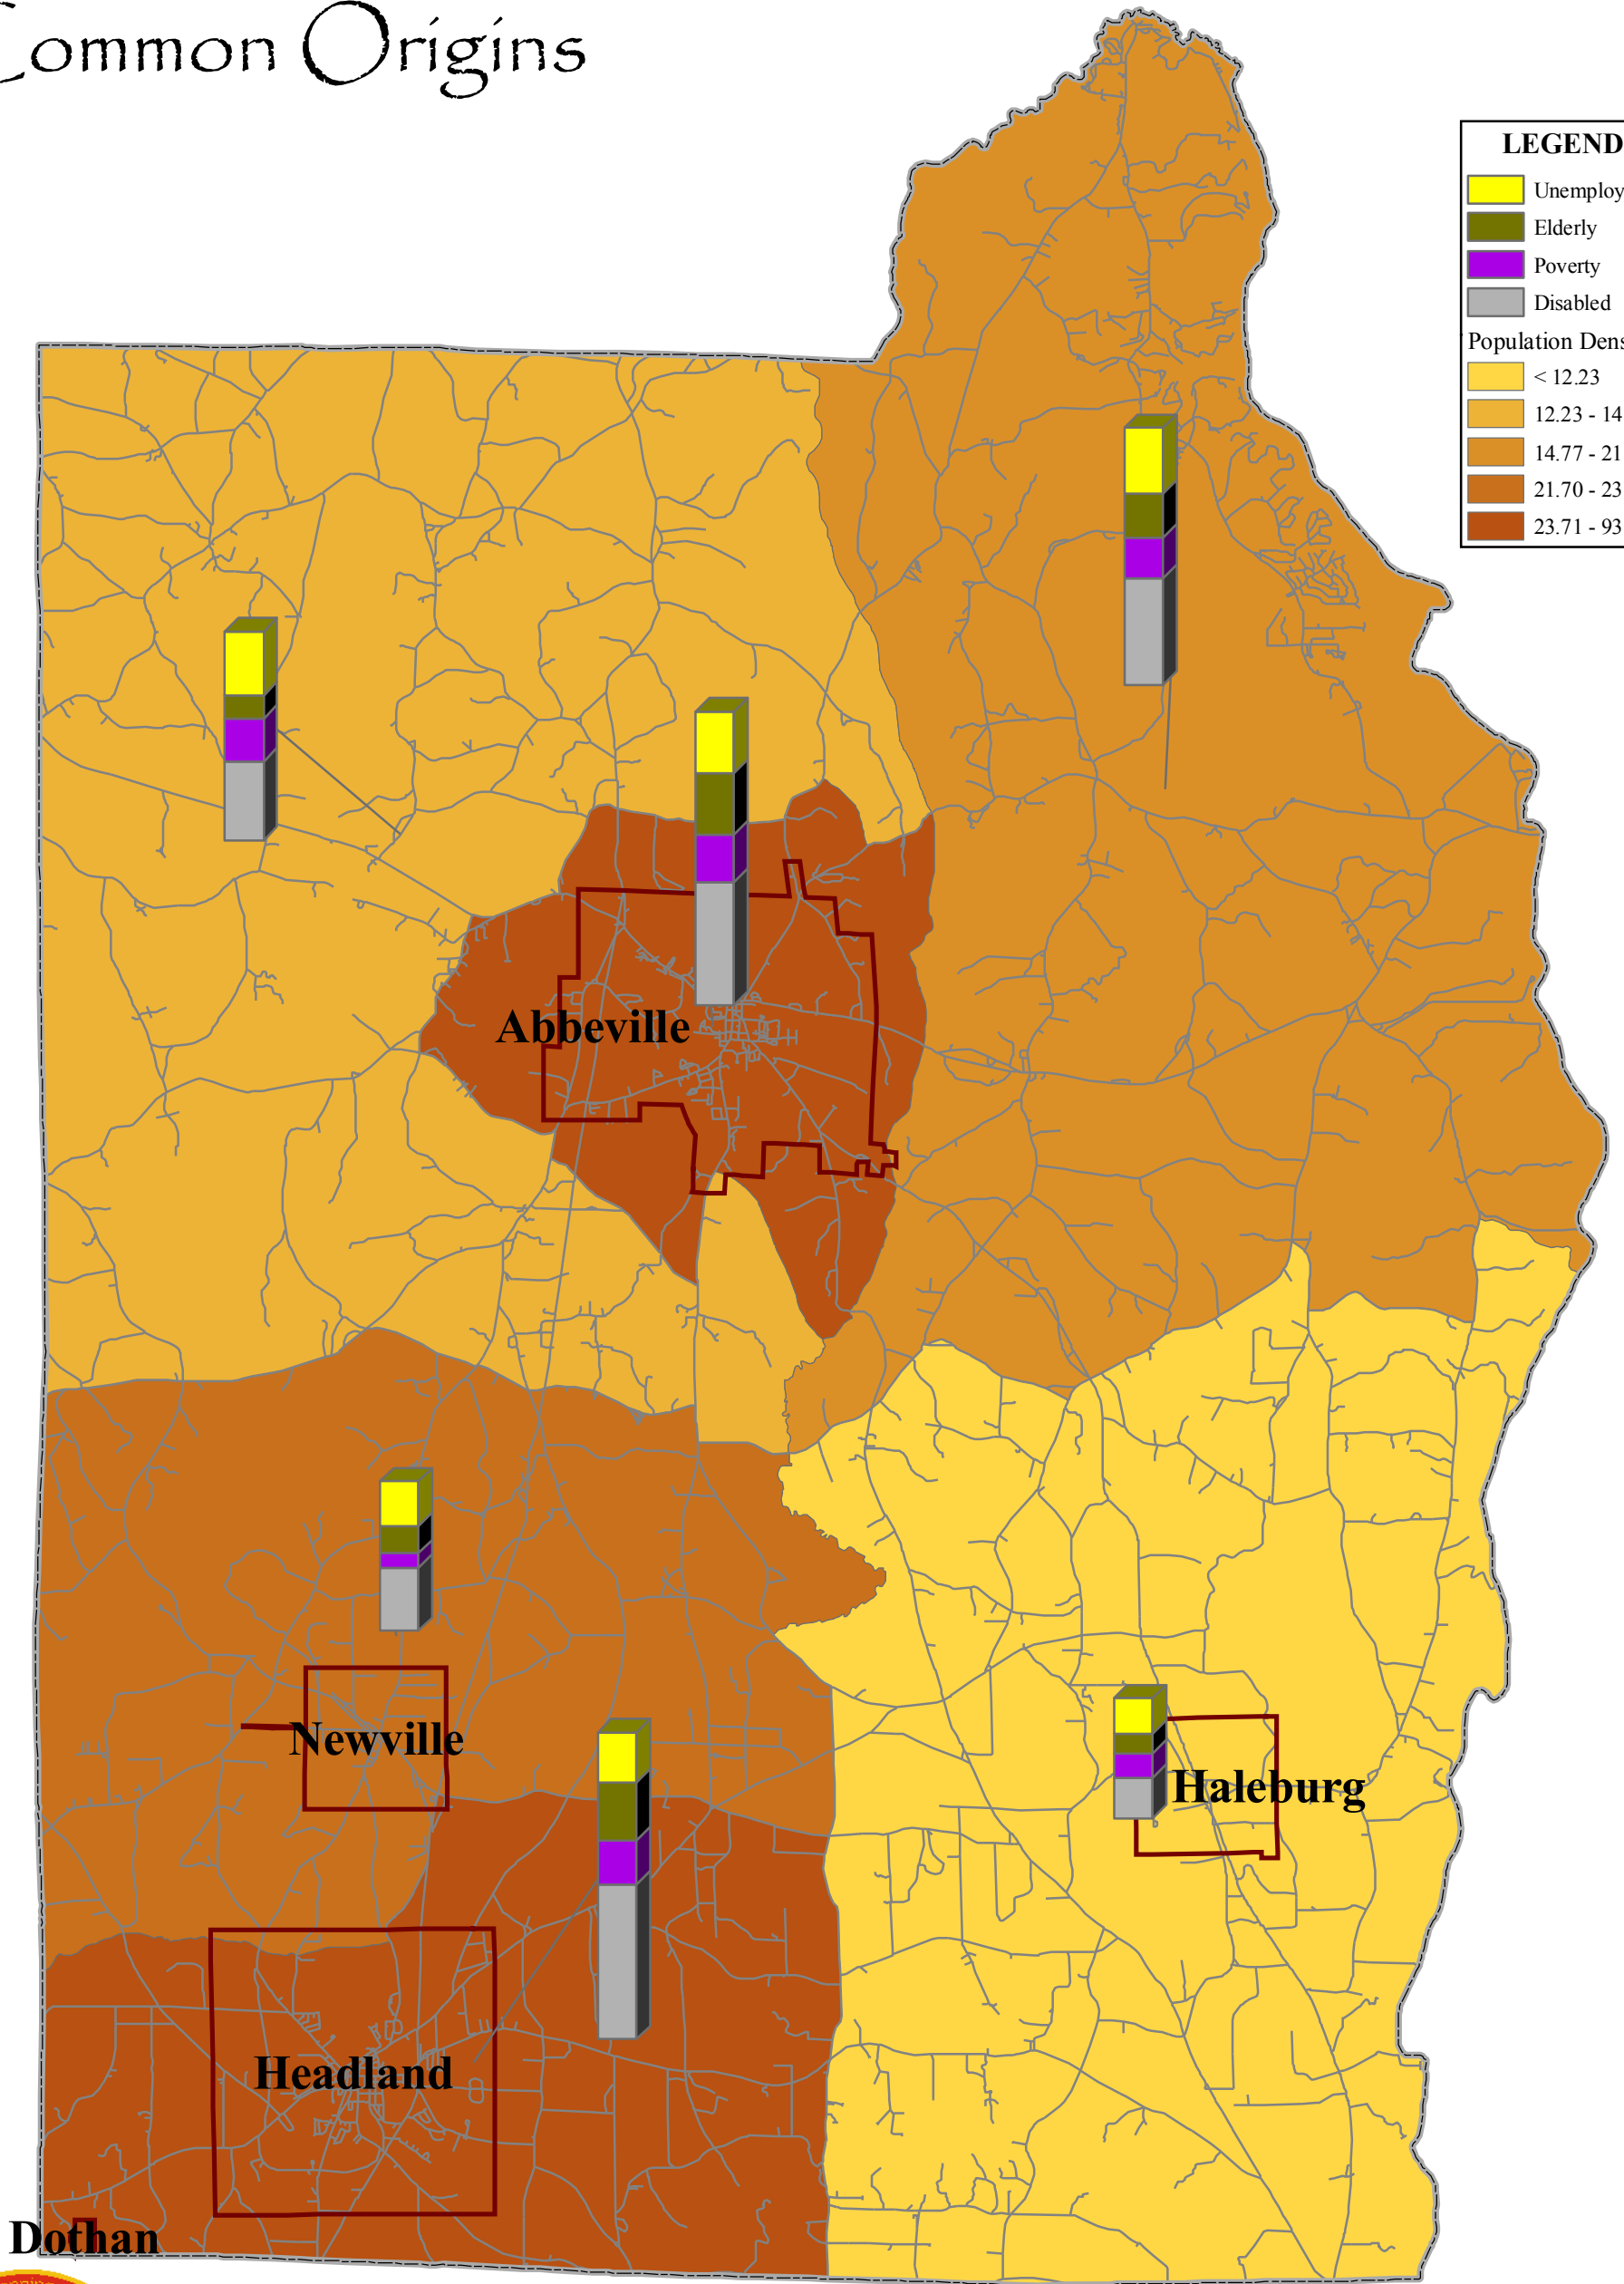 Common Origins
LEGEND
Unemploy
Elderly
Poverty
Disabled
Population Dens
< 12.23
12.23 - 14
14.77 - 21
21.70 - 23
23.71 - 93
Abbeville
Newville
Haleburg
Headland
Dothan